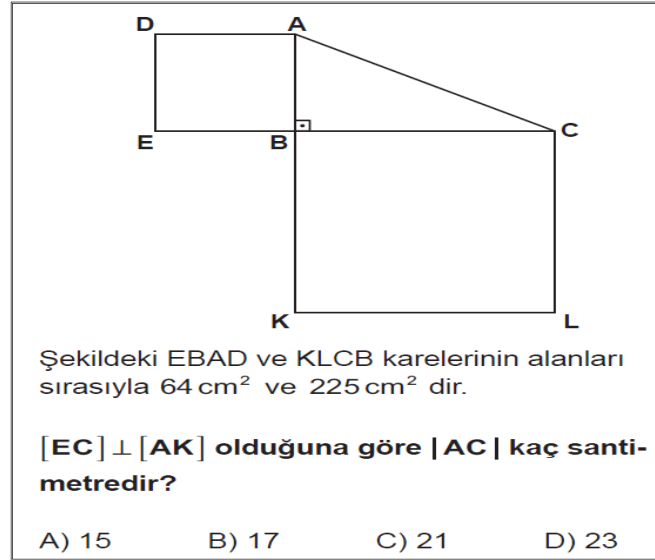 D A
E B C
K L
Şekildeki EBAD ve KLCB karelerinin alanları
sırasıyla 64 cm² ve 225 cm² dir.
[EC] ⊥ [AK] olduğuna göre |AC| kaç santi-
metredir?
A) 15 B) 17 C) 21 D) 23